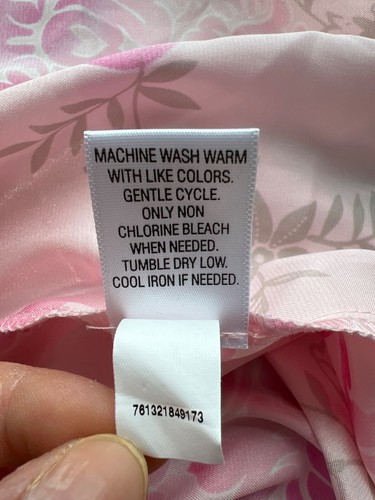 MACHINE WASH WARM
WITH LIKE COLORS.
GENTLE CYCLE.
ONLY NON
CHLORINE BLEACH
WHEN NEEDED.
TUMBLE DRY LOW.
COOL IRON IF NEEDED.
761321849173